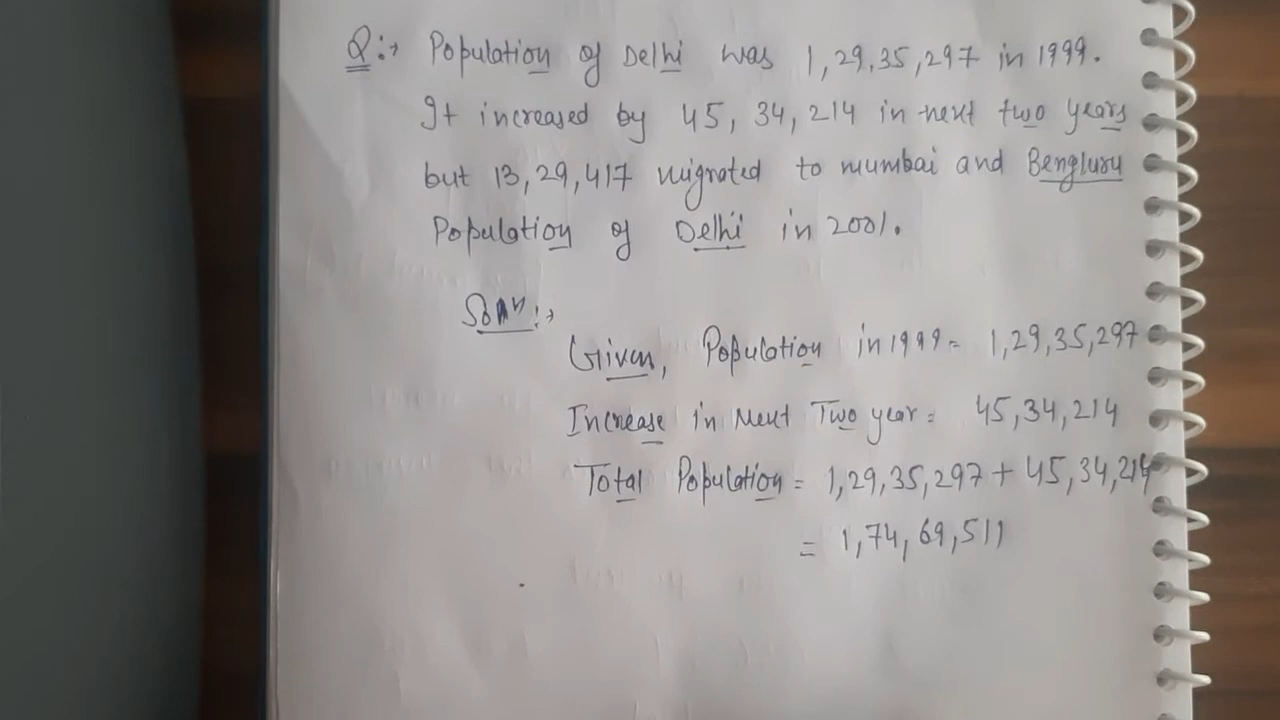 Q:→ Population of Delhi was 1,29,35,297 in 1999.
It increased by 45, 34, 214 in next two years
but 13,29,417 migrated to mumbai and Bengluru
Population of Delhi in 2001.
Soln:→
Given, Population in 1999 = 1,29,35,297
Increase in Next Two year = 45,34,214
Total Population = 1,29,35,297 + 45,34,214
= 1,74,69,511